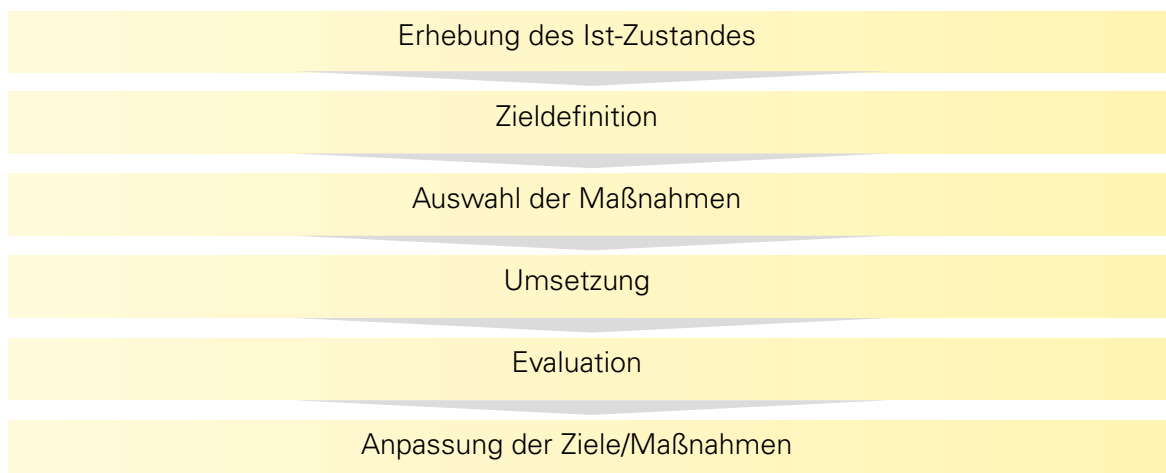 Erhebung des Ist-Zustandes
Zieldefinition
Auswahl der Maßnahmen
Umsetzung
Evaluation
Anpassung der Ziele/Maßnahmen